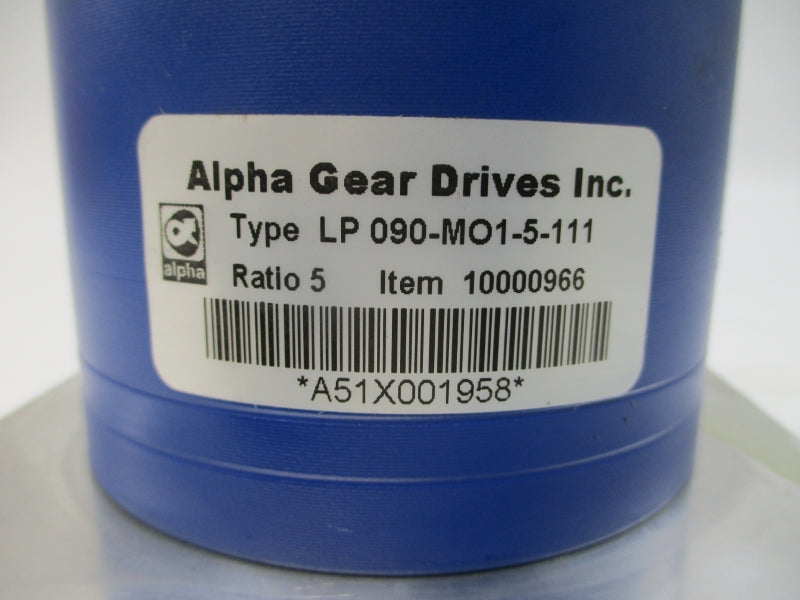 Alpha Gear Drives Inc.
Type LP 090-MO1-5-111
alpha
Ratio 5 Item 10000966
*A51X001958*